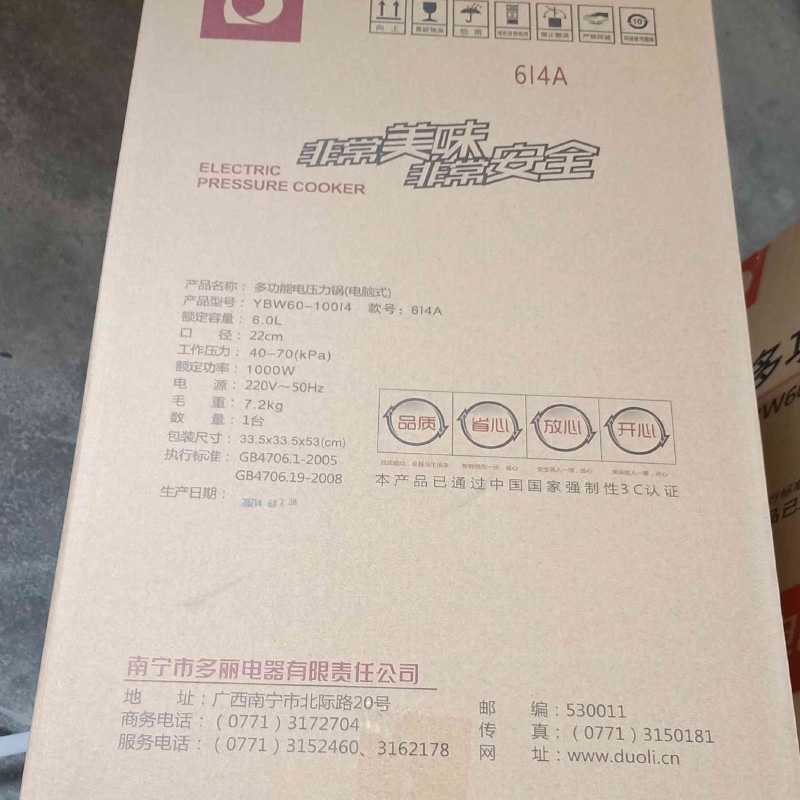 向上
怕雨
10
6I4A
ELECTRIC
PRESSURE COOKER
非常美味
非常安全
产品名称：多功能电压力锅(电脑式)
产品型号：YBW60-100I4 款号：6I4A
额定容量：6.0L
口 径：22cm
工作压力：40-70(kPa)
额定功率：1000W
电 源：220V～50Hz
毛 重：7.2kg
数 量：1台
包装尺寸：33.5x33.5x53(cm)
执行标准：GB4706.1-2005
GB4706.19-2008
生产日期：
品质 省心 放心 开心
本产品已通过中国国家强制性3C认证
南宁市多丽电器有限责任公司
地 址：广西南宁市北际路20号
商务电话：(0771)3172704
服务电话：(0771)3152460、3162178
邮 编：530011
传 真：(0771)3150181
网 址：www.duoli.cn
多功